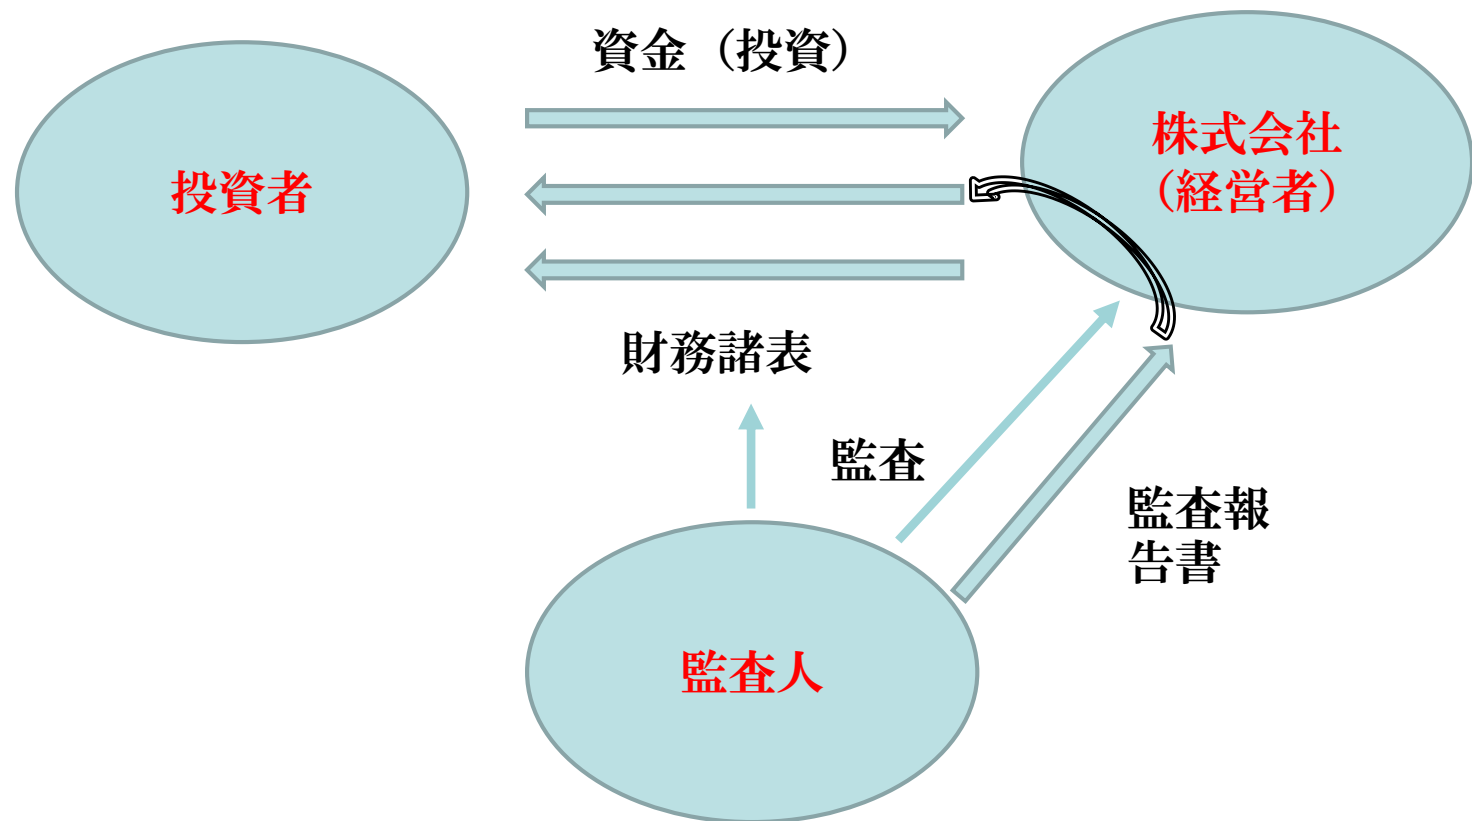 資金（投資）
株式会社
（経営者）
投資者
財務諸表
監査
監査報
告書
監査人